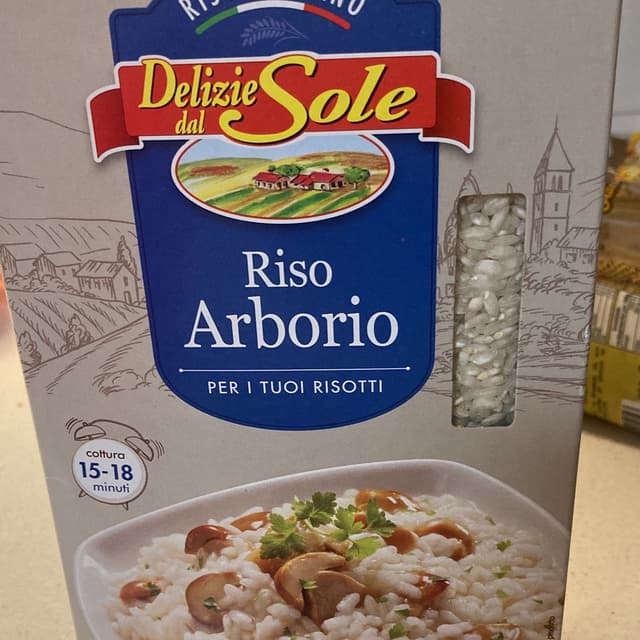 Delizie
dal Sole
Riso
Arborio
PER I TUOI RISOTTI
cottura
15-18
minuti